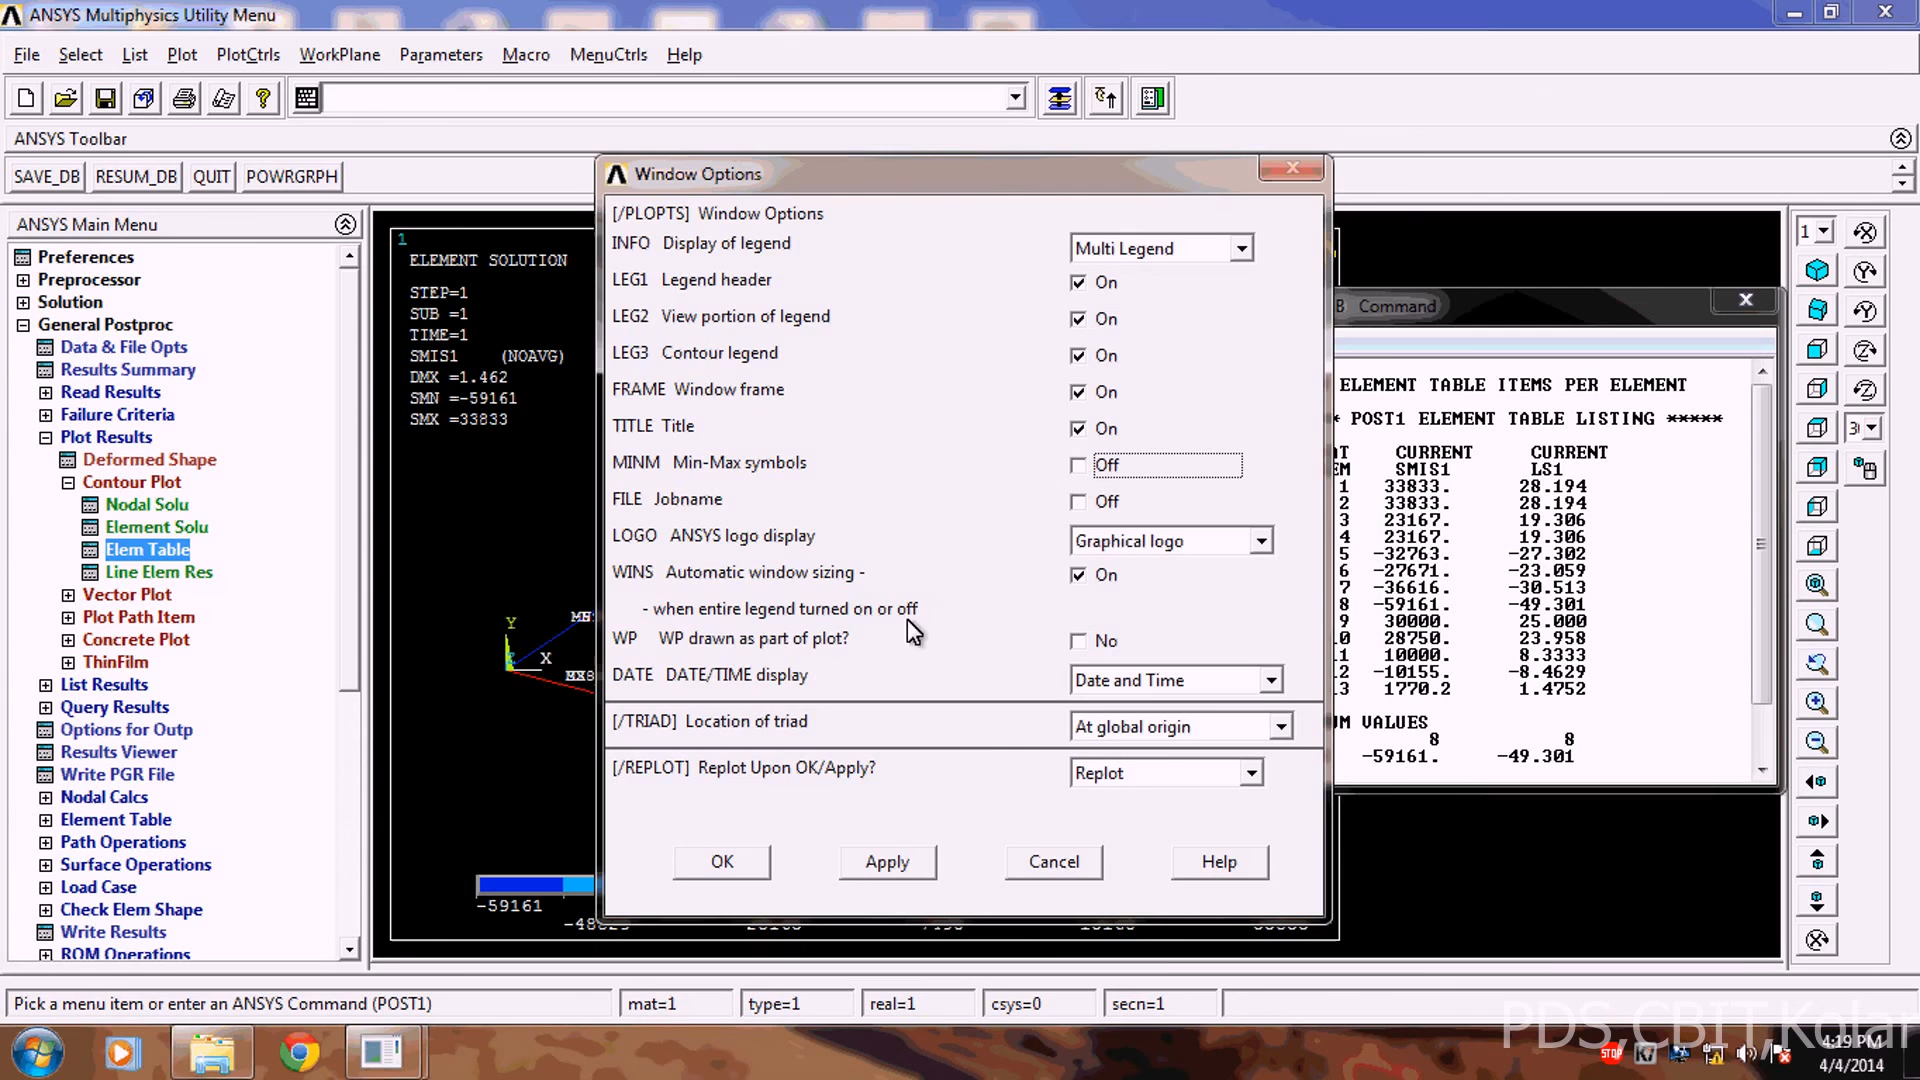 ANSYS Multiphysics Utility Menu
File Select List Plot PlotCtrls WorkPlane Parameters Macro MenuCtrls Help
ANSYS Toolbar
SAVE_DB RESUM_DB QUIT POWRGRPH
ANSYS Main Menu
Preferences
Preprocessor
Solution
General Postproc
Data & File Opts
Results Summary
Read Results
Failure Criteria
Plot Results
Deformed Shape
Contour Plot
Nodal Solu
Element Solu
Elem Table
Line Elem Res
Vector Plot
Plot Path Item
Concrete Plot
ThinFilm
List Results
Query Results
Options for Outp
Results Viewer
Write PGR File
Nodal Calcs
Element Table
Path Operations
Surface Operations
Load Case
Check Elem Shape
Write Results
ROM Operations
1
ELEMENT SOLUTION
STEP=1
SUB =1
TIME=1
SMIS1 (NOAVG)
DMX =1.462
SMN =-59161
SMX =33833
Y
X
-59161
Window Options
[/PLOPTS] Window Options
INFO Display of legend Multi Legend
LEG1 Legend header On
LEG2 View portion of legend On
LEG3 Contour legend On
FRAME Window frame On
TITLE Title On
MINM Min-Max symbols Off
FILE Jobname Off
LOGO ANSYS logo display Graphical logo
WINS Automatic window sizing - On
- when entire legend turned on or off
WP WP drawn as part of plot? No
DATE DATE/TIME display Date and Time
[/TRIAD] Location of triad At global origin
[/REPLOT] Replot Upon OK/Apply? Replot
OK Apply Cancel Help
Command
ELEMENT TABLE ITEMS PER ELEMENT
* POST1 ELEMENT TABLE LISTING *****
CURRENT CURRENT
SMIS1 LS1
1 33833. 28.194
2 33833. 28.194
3 23167. 19.306
4 23167. 19.306
5 -32763. -27.302
6 -27671. -23.059
7 -36616. -30.513
8 -59161. -49.301
9 30000. 25.000
10 28750. 23.958
11 10000. 8.3333
12 -10155. -8.4629
13 1770.2 1.4752
VALUES
8 8
-59161. -49.301
1
Pick a menu item or enter an ANSYS Command (POST1) mat=1 type=1 real=1 csys=0 secn=1
PDS,CBIT,Kolar
4:19 PM
4/4/2014